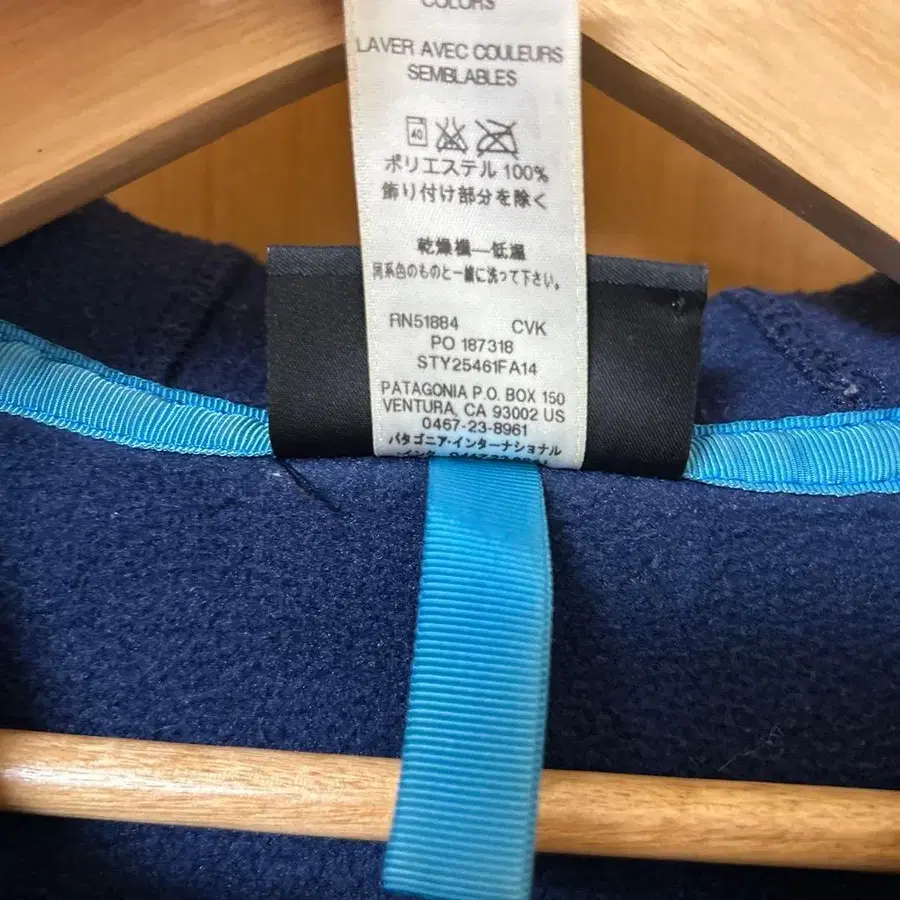 COLORS
LAVER AVEC COULEURS
SEMBLABLES
40
ポリエステル 100%
飾り付け部分を除く
乾燥機—低温
同系色のものと一緒に洗って下さい。
RN51884 CVK
PO 187318
STY25461FA14
PATAGONIA P.O. BOX 150
VENTURA, CA 93002 US
0467-23-8961
パタゴニア・インターナショナル